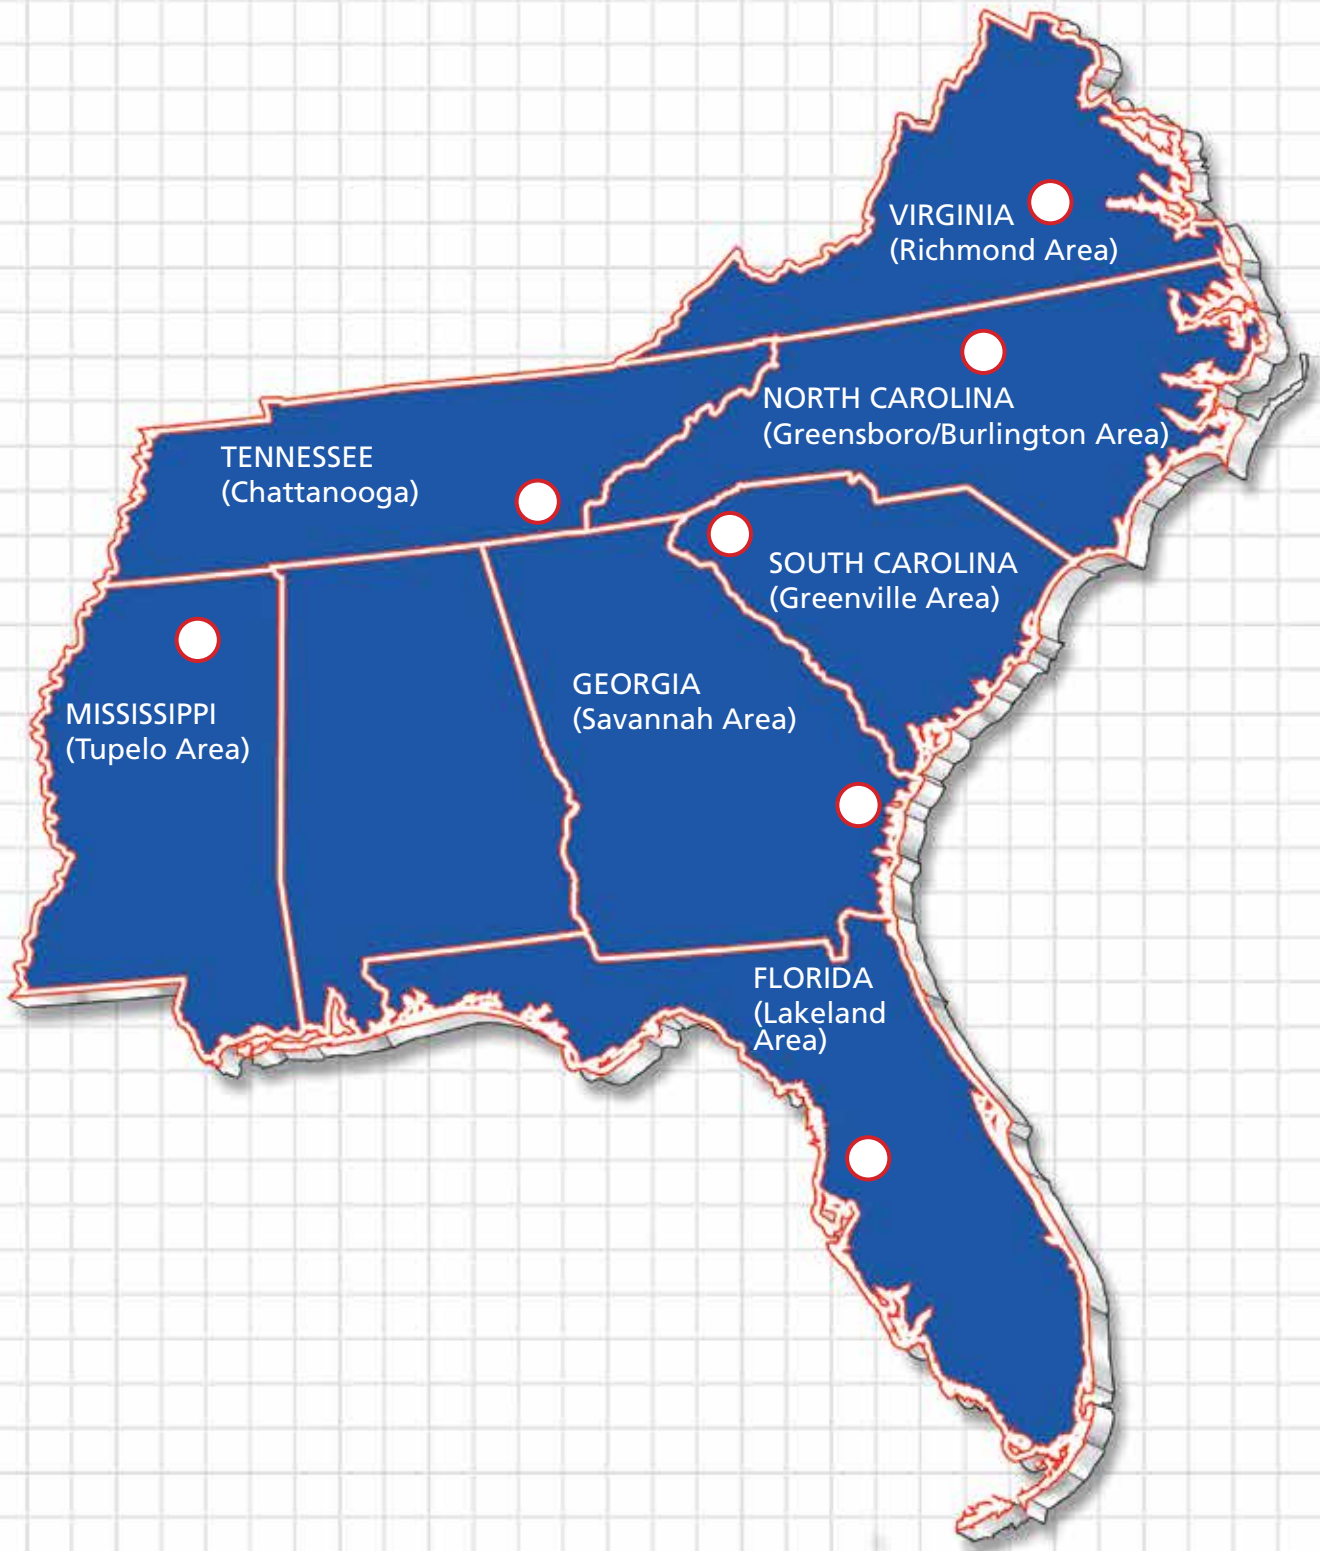 VIRGINIA
(Richmond Area)
NORTH CAROLINA
(Greensboro/Burlington Area)
TENNESSEE
(Chattanooga)
SOUTH CAROLINA
(Greenville Area)
GEORGIA
(Savannah Area)
MISSISSIPPI
(Tupelo Area)
FLORIDA
(Lakeland
Area)